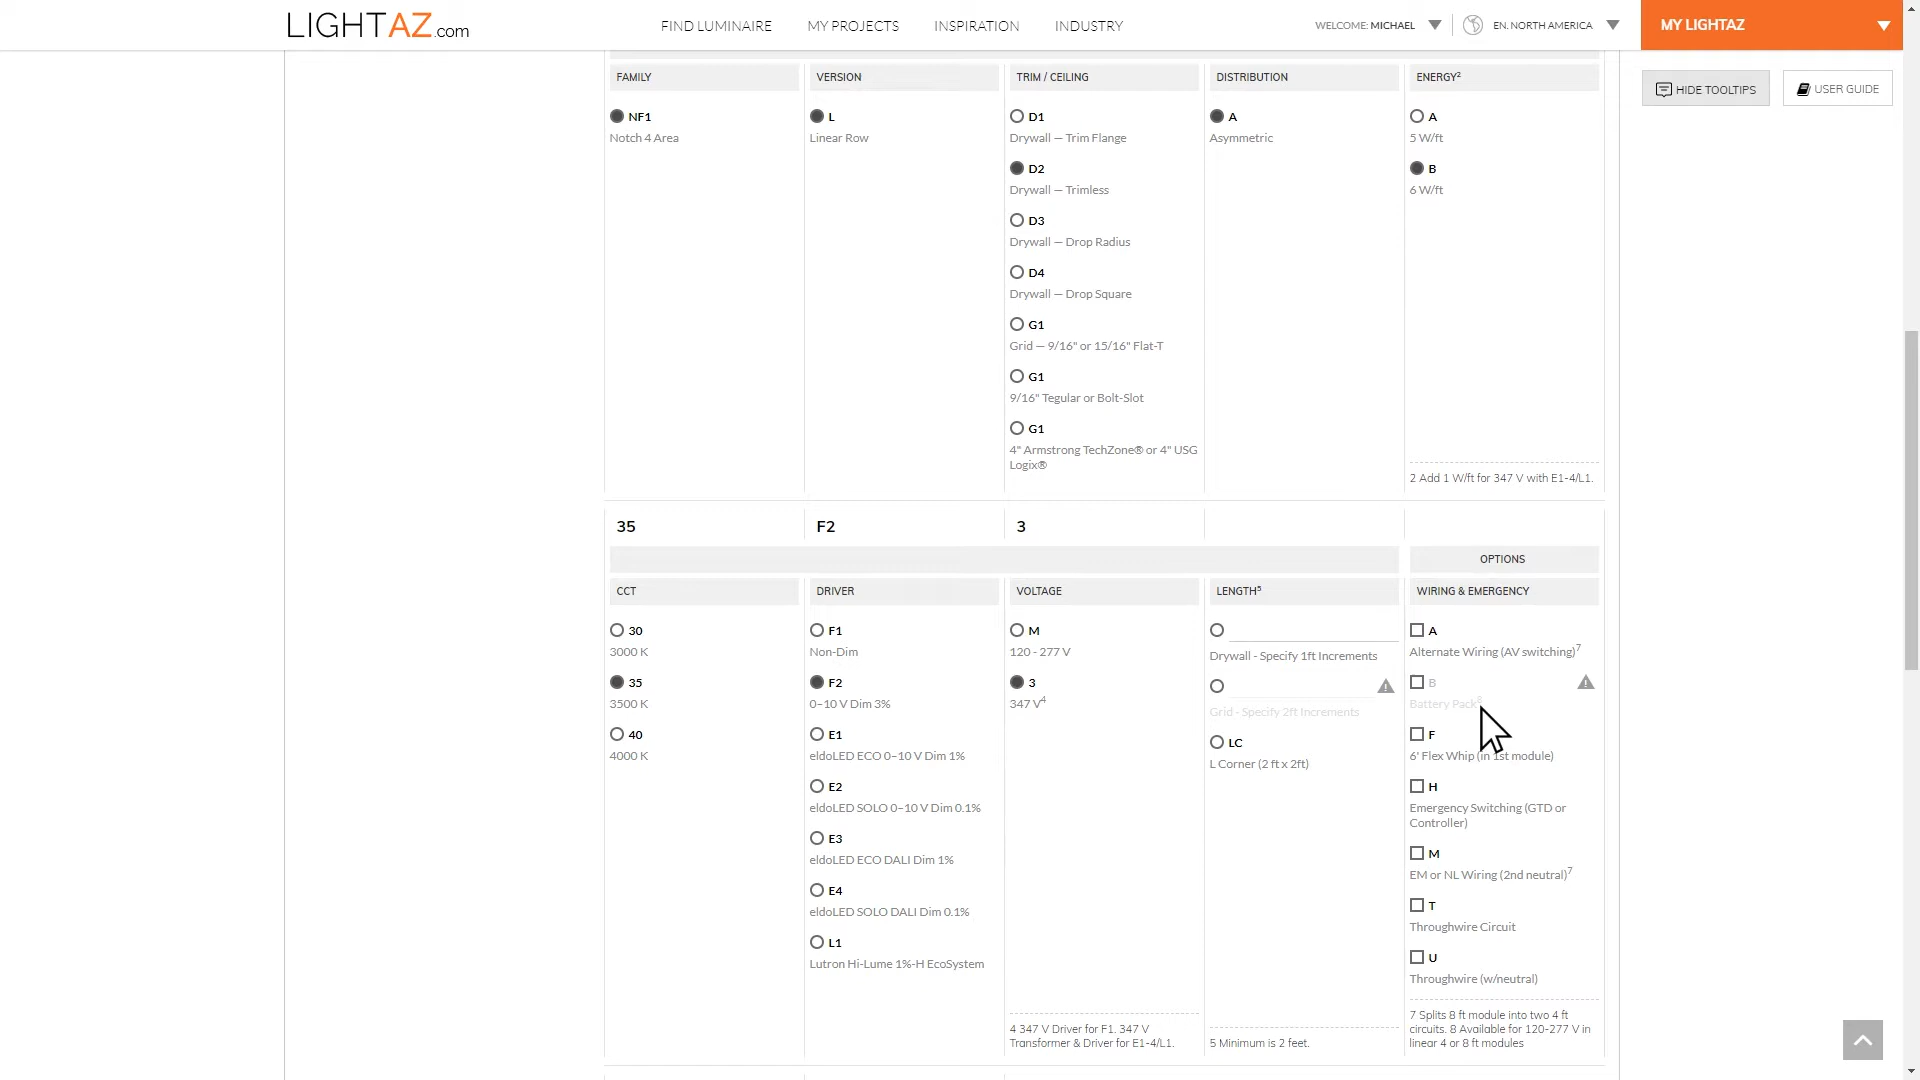 LIGHTAZ.com
FIND LUMINAIRE MY PROJECTS INSPIRATION INDUSTRY
WELCOME: MICHAEL
EN. NORTH AMERICA
MY LIGHTAZ
HIDE TOOLTIPS
USER GUIDE
FAMILY
NF1
Notch 4 Area
VERSION
L
Linear Row
TRIM / CEILING
D1
Drywall — Trim Flange
D2
Drywall — Trimless
D3
Drywall — Drop Radius
D4
Drywall — Drop Square
G1
Grid — 9/16" or 15/16" Flat-T
G1
9/16" Tegular or Bolt-Slot
G1
4" Armstrong TechZone® or 4" USG
Logix®
DISTRIBUTION
A
Asymmetric
ENERGY²
A
5 W/ft
B
6 W/ft
2 Add 1 W/ft for 347 V with E1-4/L1.
35 F2 3
OPTIONS
CCT
30
3000 K
35
3500 K
40
4000 K
DRIVER
F1
Non-Dim
F2
0–10 V Dim 3%
E1
eldoLED ECO 0–10 V Dim 1%
E2
eldoLED SOLO 0–10 V Dim 0.1%
E3
eldoLED ECO DALI Dim 1%
E4
eldoLED SOLO DALI Dim 0.1%
L1
Lutron Hi-Lume 1%-H EcoSystem
VOLTAGE
M
120 - 277 V
3
347 V⁴
4 347 V Driver for F1. 347 V
Transformer & Driver for E1-4/L1.
LENGTH⁵
Drywall - Specify 1ft Increments
Grid - Specify 2ft Increments
LC
L Corner (2 ft x 2ft)
5 Minimum is 2 feet.
WIRING & EMERGENCY
A
Alternate Wiring (AV switching)⁷
B
Battery Pack⁸
F
6' Flex Whip (in 1st module)
H
Emergency Switching (GTD or
Controller)
M
EM or NL Wiring (2nd neutral)⁷
T
Throughwire Circuit
U
Throughwire (w/neutral)
7 Splits 8 ft module into two 4 ft
circuits. 8 Available for 120-277 V in
linear 4 or 8 ft modules